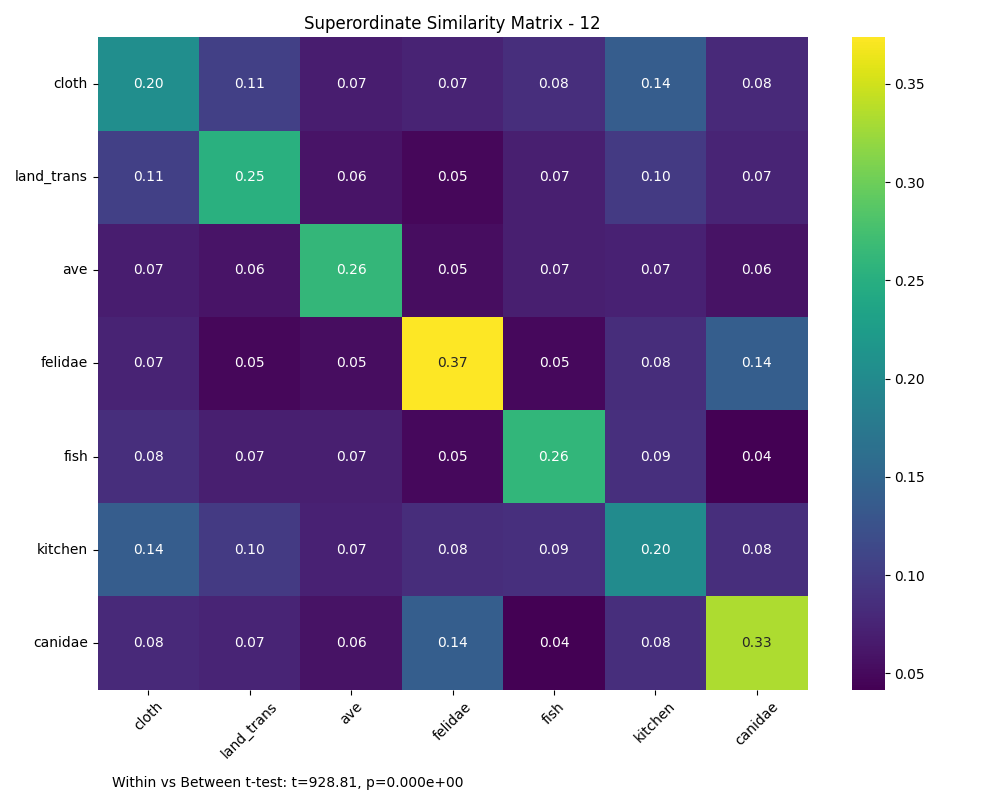 Superordinate Similarity Matrix - 12
cloth 0.20 0.11 0.07 0.07 0.08 0.14 0.08
land_trans 0.11 0.25 0.06 0.05 0.07 0.10 0.07
ave 0.07 0.06 0.26 0.05 0.07 0.07 0.06
felidae 0.07 0.05 0.05 0.37 0.05 0.08 0.14
fish 0.08 0.07 0.07 0.05 0.26 0.09 0.04
kitchen 0.14 0.10 0.07 0.08 0.09 0.20 0.08
canidae 0.08 0.07 0.06 0.14 0.04 0.08 0.33
cloth land_trans ave felidae fish kitchen canidae
0.35
0.30
0.25
0.20
0.15
0.10
0.05
Within vs Between t-test: t=928.81, p=0.000e+00